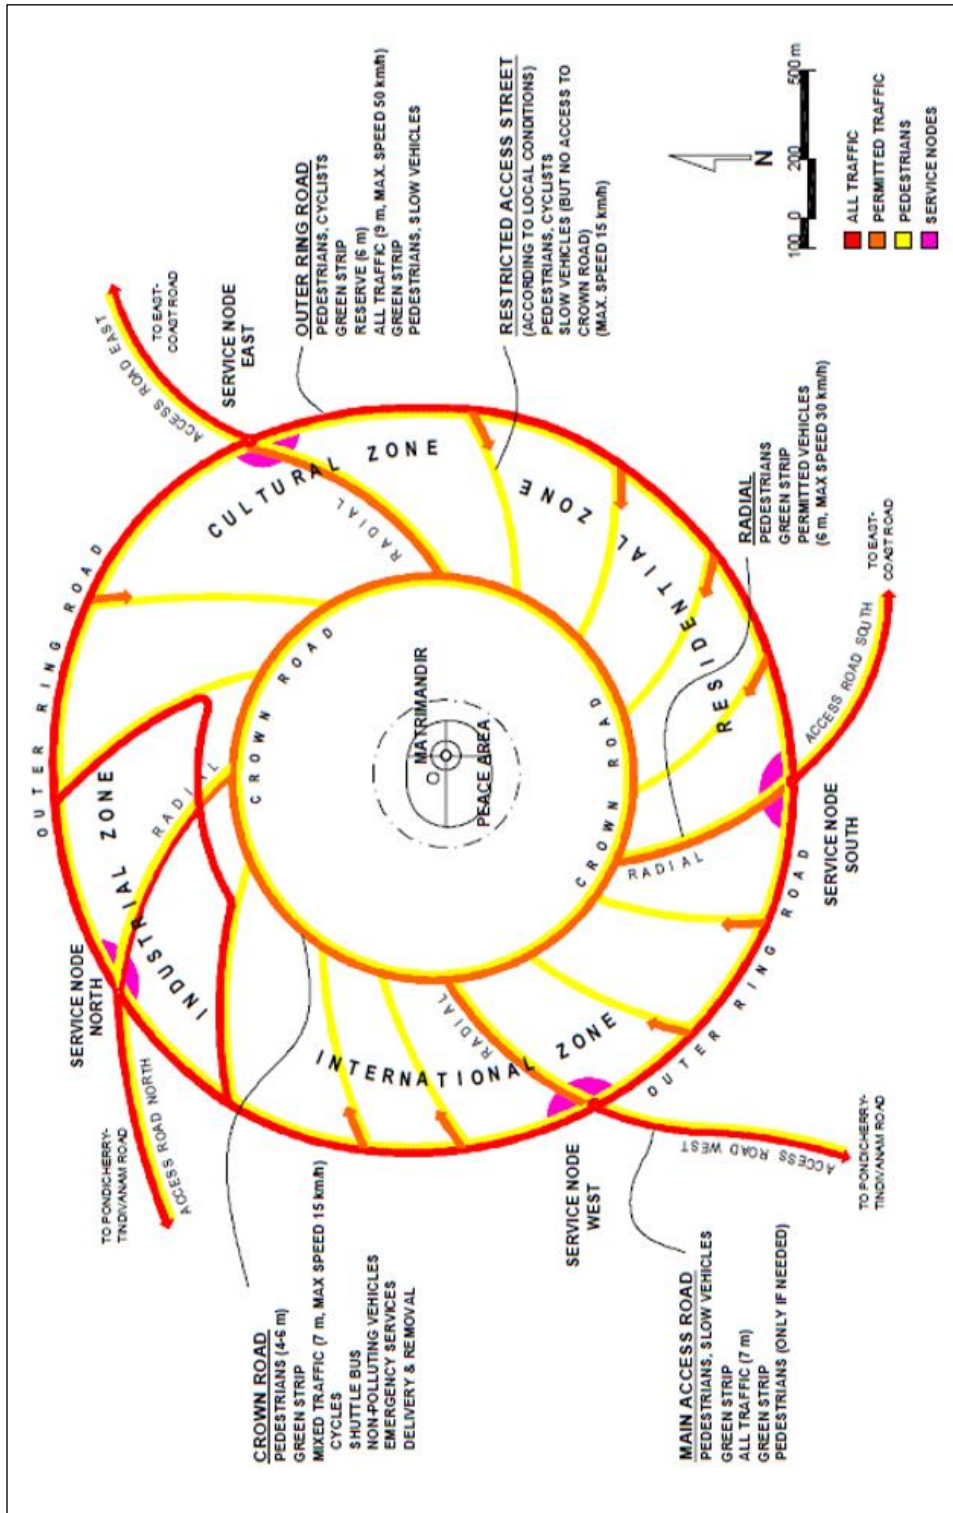 TO PONDICHERRY-
TINDIVANAM ROAD
ACCESS ROAD NORTH
SERVICE NODE
NORTH
OUTER RING ROAD
TO EAST-
COAST ROAD
ACCESS ROAD EAST
SERVICE NODE
EAST
INDUSTRIAL ZONE
RADIAL
CULTURAL ZONE
RADIAL
CROWN ROAD
OUTER RING ROAD
PEDESTRIANS, CYCLISTS
GREEN STRIP
RESERVE (6 m)
ALL TRAFFIC (9 m, MAX. SPEED 50 km/h)
GREEN STRIP
PEDESTRIANS, SLOW VEHICLES
CROWN ROAD
PEDESTRIANS (4-6 m)
GREEN STRIP
MIXED TRAFFIC (7 m, MAX SPEED 15 km/h)
CYCLES
SHUTTLE BUS
NON-POLLUTING VEHICLES
EMERGENCY SERVICES
DELIVERY & REMOVAL
MATRIMANDIR
PEACE AREA
INTERNATIONAL ZONE
RADIAL
CROWN ROAD
RESIDENTIAL ZONE
RESTRICTED ACCESS STREET
(ACCORDING TO LOCAL CONDITIONS)
PEDESTRIANS, CYCLISTS
SLOW VEHICLES (BUT NO ACCESS TO
CROWN ROAD)
(MAX. SPEED 15 km/h)
SERVICE NODE
WEST
OUTER RING ROAD
RADIAL
RADIAL
PEDESTRIANS
GREEN STRIP
PERMITTED VEHICLES
(6 m, MAX SPEED 30 km/h)
MAIN ACCESS ROAD
PEDESTRIANS, SLOW VEHICLES
GREEN STRIP
ALL TRAFFIC (7 m)
GREEN STRIP
PEDESTRIANS (ONLY IF NEEDED)
ACCESS ROAD WEST
TO PONDICHERRY-
TINDIVANAM ROAD
SERVICE NODE
SOUTH
ACCESS ROAD SOUTH
TO EAST-
COAST ROAD
N
100 0 200 500 m
ALL TRAFFIC
PERMITTED TRAFFIC
PEDESTRIANS
SERVICE NODES